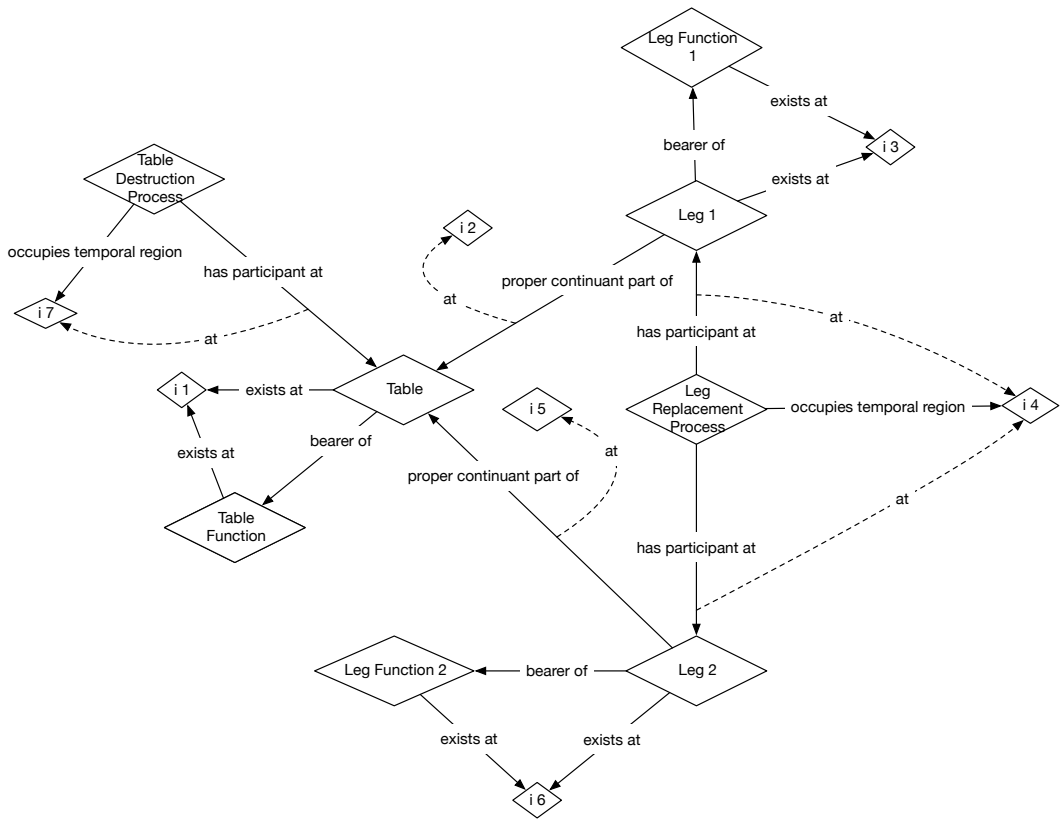 Leg Function
1
exists at
bearer of
i 3
Table
Destruction
Process
exists at
Leg 1
i 2
occupies temporal region
has participant at
proper continuant part of
at
i 7
at
has participant at
at
i 1
exists at
Table
i 5
Leg
Replacement
Process
occupies temporal region
i 4
bearer of
exists at
at
proper continuant part of
at
Table
Function
has participant at
Leg Function 2
bearer of
Leg 2
exists at
exists at
i 6